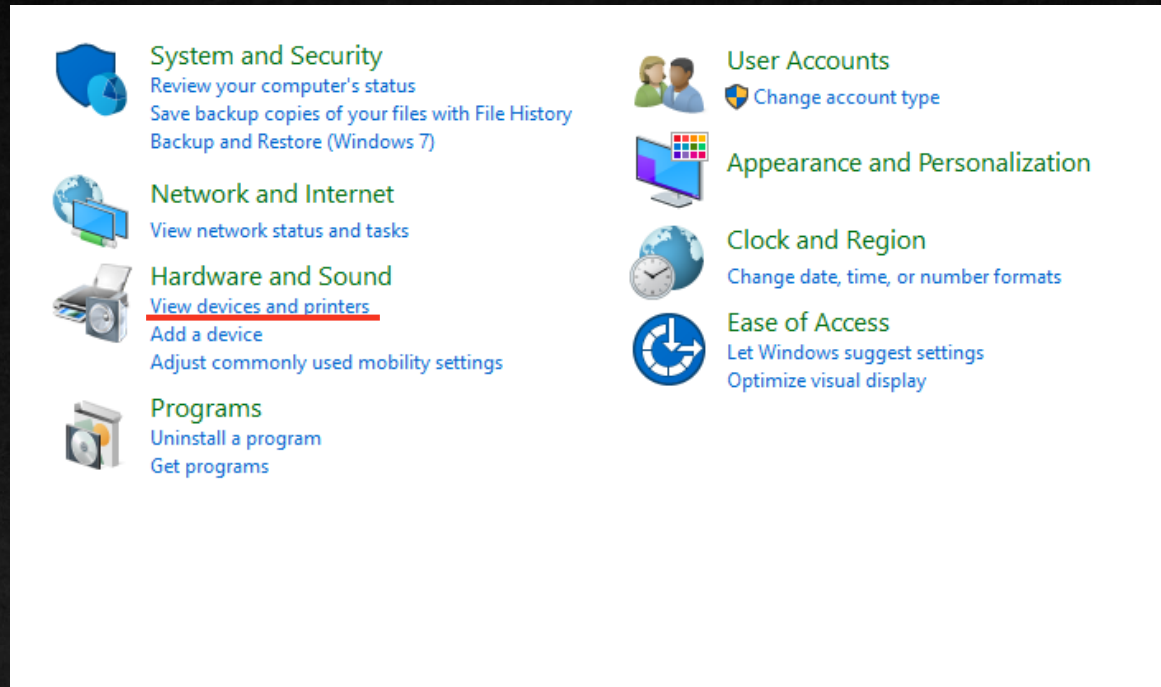 System and Security
Review your computer's status
Save backup copies of your files with File History
Backup and Restore (Windows 7)
Network and Internet
View network status and tasks
Hardware and Sound
View devices and printers
Add a device
Adjust commonly used mobility settings
Programs
Uninstall a program
Get programs
User Accounts
Change account type
Appearance and Personalization
Clock and Region
Change date, time, or number formats
Ease of Access
Let Windows suggest settings
Optimize visual display